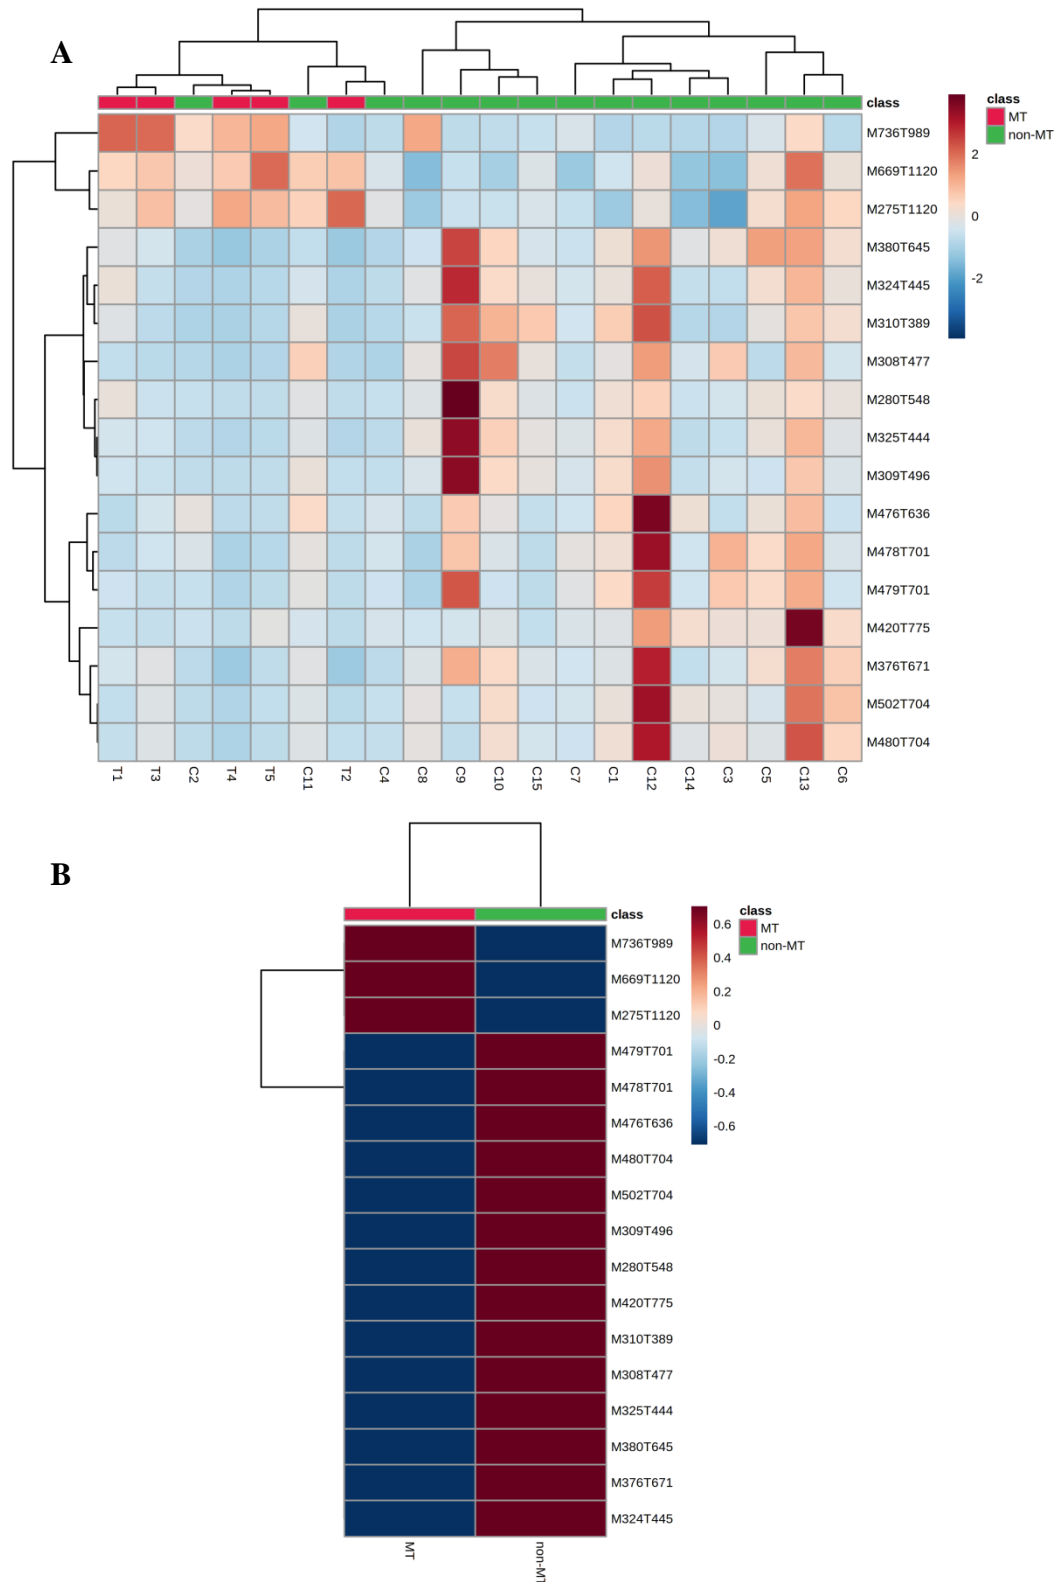 A
class
class
MT
non-MT
2
0
-2
M736T989
M669T1120
M275T1120
M380T645
M324T445
M310T389
M308T477
M280T548
M325T444
M309T496
M476T636
M478T701
M479T701
M420T775
M376T671
M502T704
M480T704
T1 T3 C2 T4 T5 C11 T2 C4 C8 C9 C10 C15 C7 C1 C12 C14 C3 C5 C13 C6
B
class
class
MT
non-MT
0.6
0.4
0.2
0
-0.2
-0.4
-0.6
M736T989
M669T1120
M275T1120
M479T701
M478T701
M476T636
M480T704
M502T704
M309T496
M280T548
M420T775
M310T389
M308T477
M325T444
M380T645
M376T671
M324T445
MT non-MT